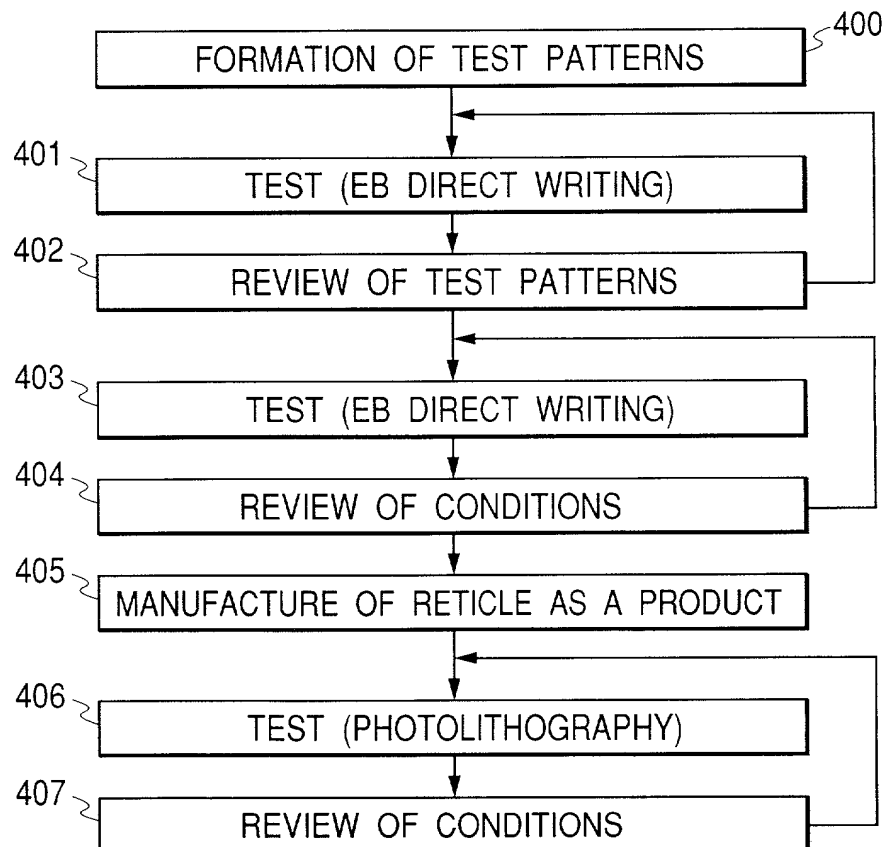 400
FORMATION OF TEST PATTERNS
401
TEST (EB DIRECT WRITING)
402
REVIEW OF TEST PATTERNS
403
TEST (EB DIRECT WRITING)
404
REVIEW OF CONDITIONS
405
MANUFACTURE OF RETICLE AS A PRODUCT
406
TEST (PHOTOLITHOGRAPHY)
407
REVIEW OF CONDITIONS